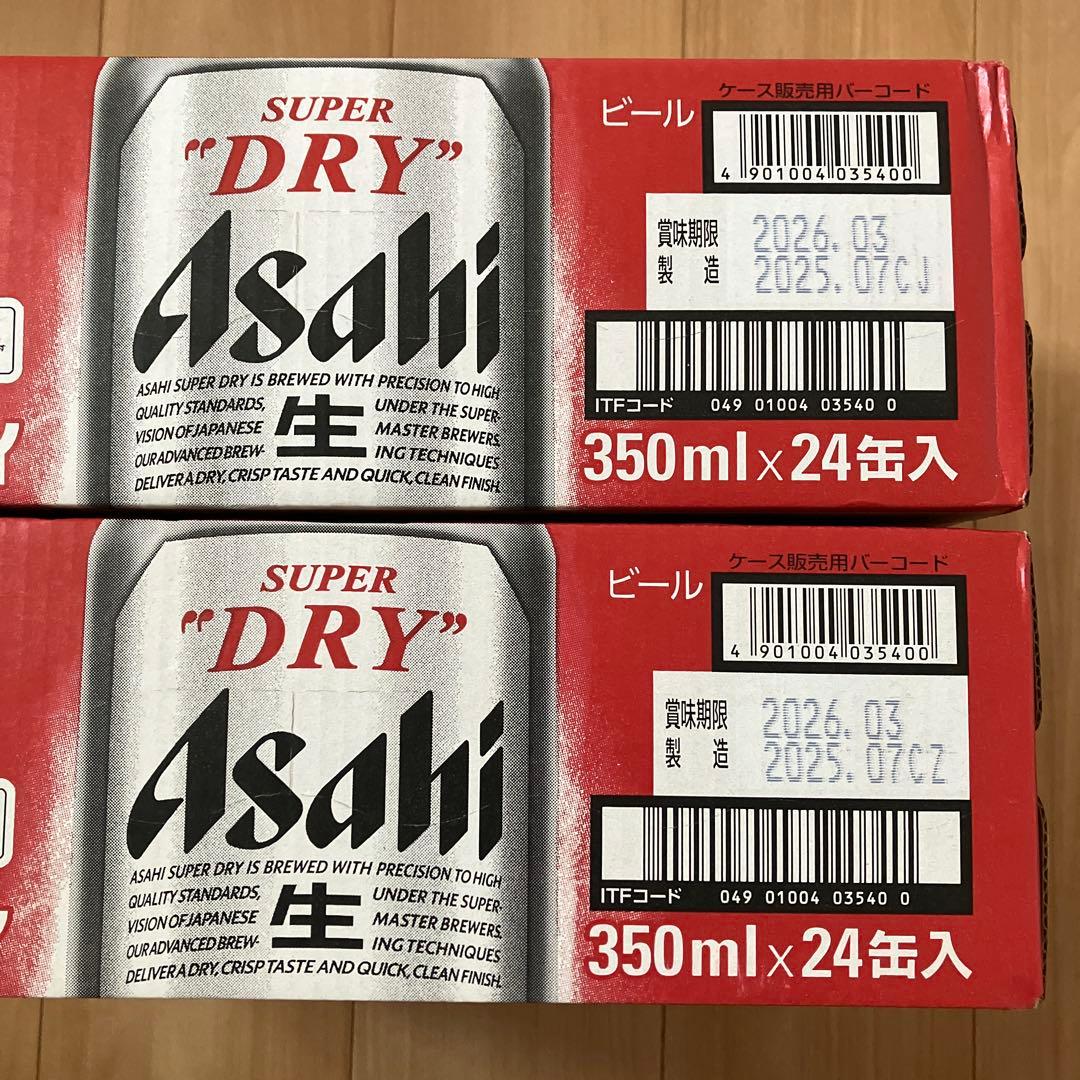 SUPER
"DRY"
Asahi
ASAHI SUPER DRY IS BREWED WITH PRECISION TO HIGH
QUALITY STANDARDS, UNDER THE SUPER-
VISION OF JAPANESE MASTER BREWERS.
OUR ADVANCED BREW- ING TECHNIQUES
生
DELIVER A DRY, CRISP TASTE AND QUICK, CLEAN FINISH.
ビール
ケース販売用バーコード
4 901004 035400
賞味期限 2026.03
製造 2025.07CJ
ITFコード 049 01004 03540 0
350ml×24缶入
SUPER
"DRY"
Asahi
ASAHI SUPER DRY IS BREWED WITH PRECISION TO HIGH
QUALITY STANDARDS, UNDER THE SUPER-
VISION OF JAPANESE MASTER BREWERS.
OUR ADVANCED BREW- ING TECHNIQUES
生
DELIVER A DRY, CRISP TASTE AND QUICK, CLEAN FINISH.
ビール
ケース販売用バーコード
4 901004 035400
賞味期限 2026.03
製造 2025.07CZ
ITFコード 049 01004 03540 0
350ml×24缶入